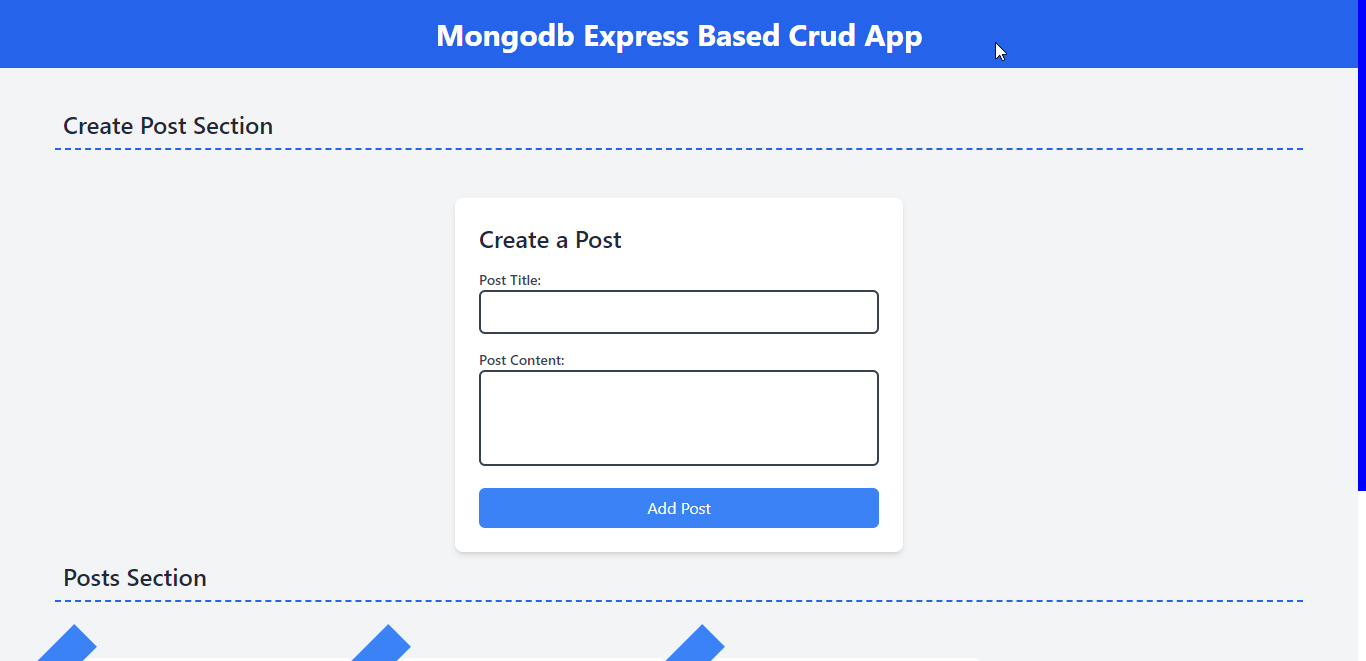 Mongodb Express Based Crud App
Create Post Section
Create a Post
Post Title:
Post Content:
Add Post
Posts Section